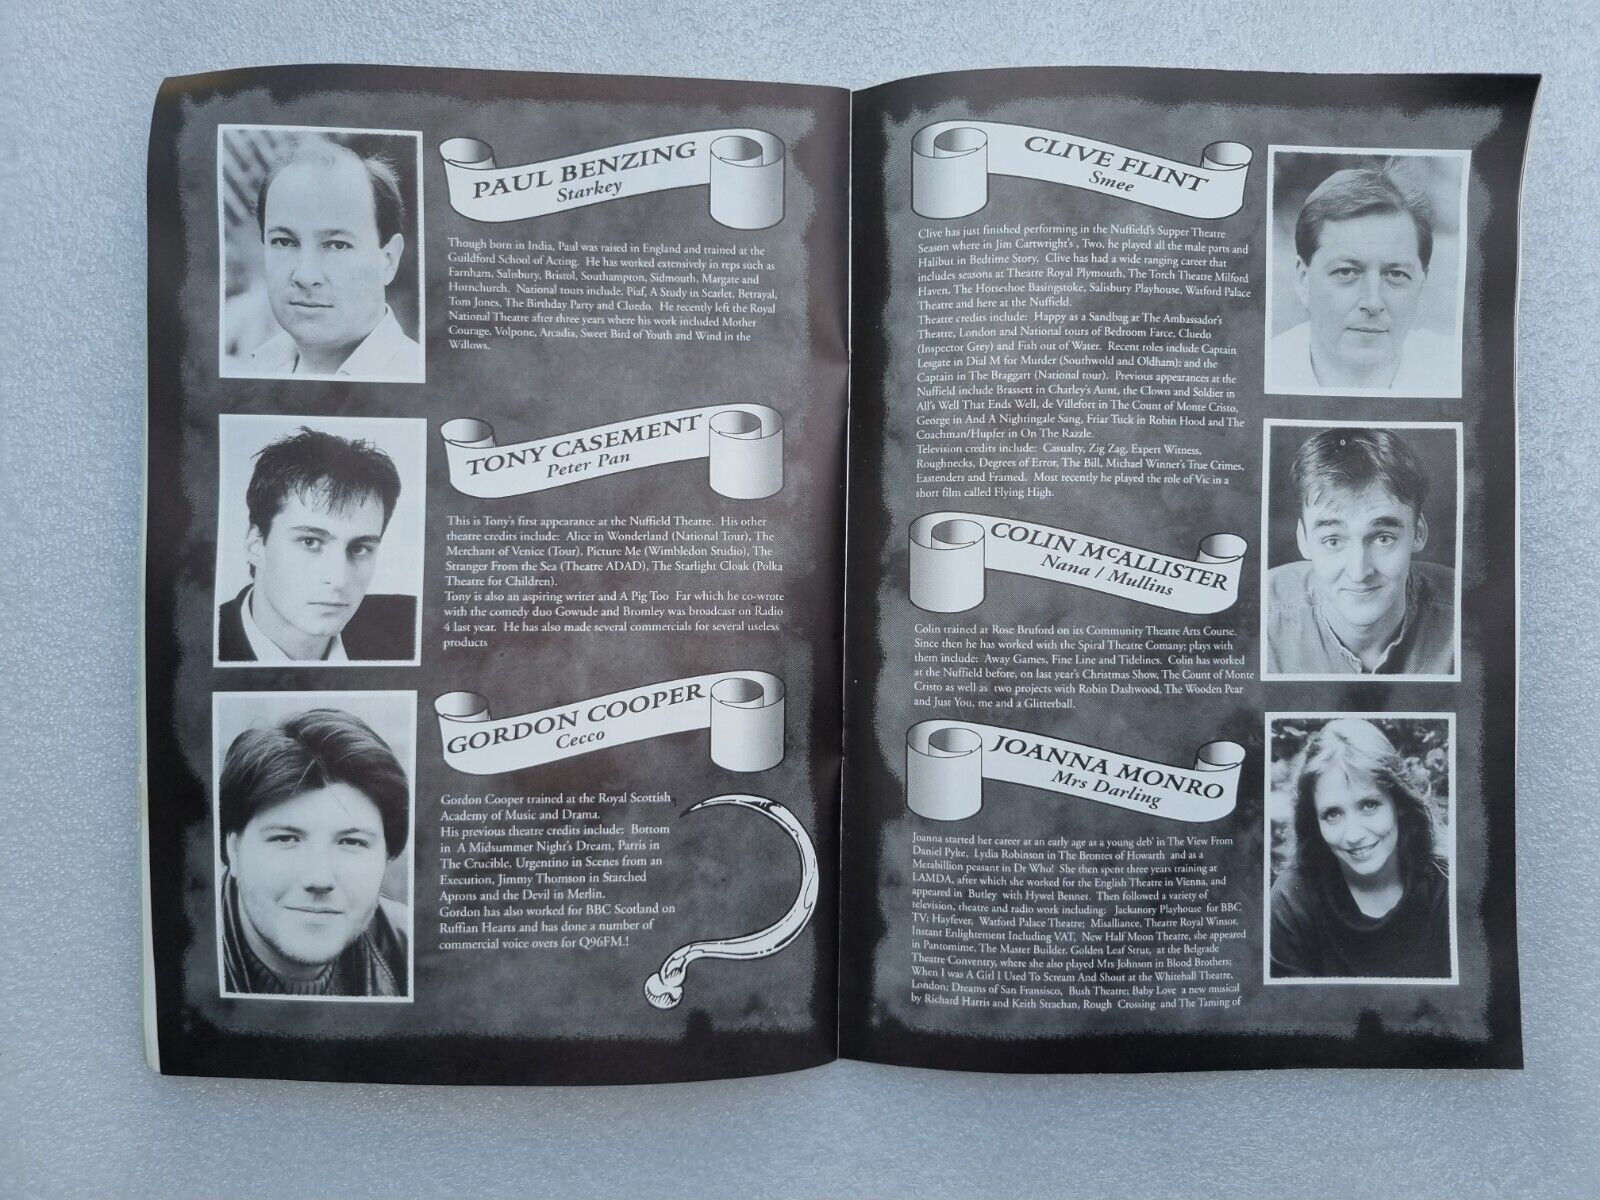 PAUL BENZING
Starkey
Though born in India, Paul was raised in England and trained at the
Guildford School of Acting. He has worked extensively in reps such as
Farnham, Salisbury, Bristol, Southampton, Sidmouth, Margate and
Hornchurch. National tours include, Piaf, A Study in Scarlet, Betrayal,
Tom Jones, The Birthday Party and Cluedo. He recently left the Royal
National Theatre after three years where his work included Mother
Courage, Volpone, Arcadia, Sweet Bird of Youth and Wind in the
Willows.
TONY CASEMENT
Peter Pan
This is Tony's first appearance at the Nuffield Theatre. His other
theatre credits include: Alice in Wonderland (National Tour), The
Merchant of Venice (Tour), Picture Me (Wimbledon Studio), The
Stranger From the Sea (Theatre ADAD), The Starlight Cloak (Polka
Theatre for Children).
Tony is also an aspiring writer and A Pig Too Far which he co-wrote
with the comedy duo Gowude and Bromley was broadcast on Radio
4 last year. He has also made several commercials for several useless
products
GORDON COOPER
Cecco
Gordon Cooper trained at the Royal Scottish
Academy of Music and Drama.
His previous theatre credits include: Bottom
in A Midsummer Night's Dream, Parris in
The Crucible, Urgentino in Scenes from an
Execution, Jimmy Thomson in Starched
Aprons and the Devil in Merlin.
Gordon has also worked for BBC Scotland on
Ruffian Hearts and has done a number of
commercial voice overs for Q96FM.!
CLIVE FLINT
Smee
Clive has just finished performing in the Nuffield's Supper Theatre
Season where in Jim Cartwright's , Two, he played all the male parts and
Halibut in Bedtime Story. Clive has had a wide ranging career that
includes seasons at Theatre Royal Plymouth, The Torch Theatre Milford
Haven, The Horseshoe Basingstoke, Salisbury Playhouse, Watford Palace
Theatre and here at the Nuffield.
Theatre credits include: Happy as a Sandbag at The Ambassador's
Theatre, London and National tours of Bedroom Farce, Cluedo
(Inspector Grey) and Fish out of Water. Recent roles include Captain
Lesgate in Dial M for Murder (Southwold and Oldham); and the
Captain in The Braggart (National tour). Previous appearances at the
Nuffield include Brassett in Charley's Aunt, the Clown and Soldier in
All's Well That Ends Well, de Villefort in The Count of Monte Cristo,
George in And A Nightingale Sang, Friar Tuck in Robin Hood and The
Coachman/Hupfer in On The Razzle.
Television credits include: Casualty, Zig Zag, Expert Witness,
Roughnecks, Degrees of Error, The Bill, Michael Winner's True Crimes,
Eastenders and Framed. Most recently he played the role of Vic in a
short film called Flying High.
COLIN McALLISTER
Nana / Mullins
Colin trained at Rose Bruford on its Community Theatre Arts Course.
Since then he has worked with the Spiral Theatre Comany; plays with
them include: Away Games, Fine Line and Tidelines. Colin has worked
at the Nuffield before, on last year's Christmas Show, The Count of Monte
Cristo as well as two projects with Robin Dashwood, The Wooden Pear
and Just You, me and a Glitterball.
JOANNA MONRO
Mrs Darling
Joanna started her career at an early age as a young deb' in The View From
Daniel Pyke, Lydia Robinson in The Brontes of Howarth and as a
Metabillion peasant in Dr Who! She then spent three years training at
LAMDA, after which she worked for the English Theatre in Vienna, and
appeared in Butley with Hywel Bennet. Then followed a variety of
television, theatre and radio work including: Jackanory Playhouse for BBC
TV; Hayfever, Watford Palace Theatre; Misalliance, Theatre Royal Winsor,
Instant Enlightement Including VAT, New Half Moon Theatre, she appeared
in Pantomime, The Master Builder, Golden Leaf Strut, at the Belgrade
Theatre Conventry, where she also played Mrs Johnson in Blood Brothers;
When I was A Girl I Used To Scream And Shout at the Whitehall Theatre,
London; Dreams of San Fransisco, Bush Theatre; Baby Love a new musical
by Richard Harris and Keith Strachan, Rough Crossing and The Taming of